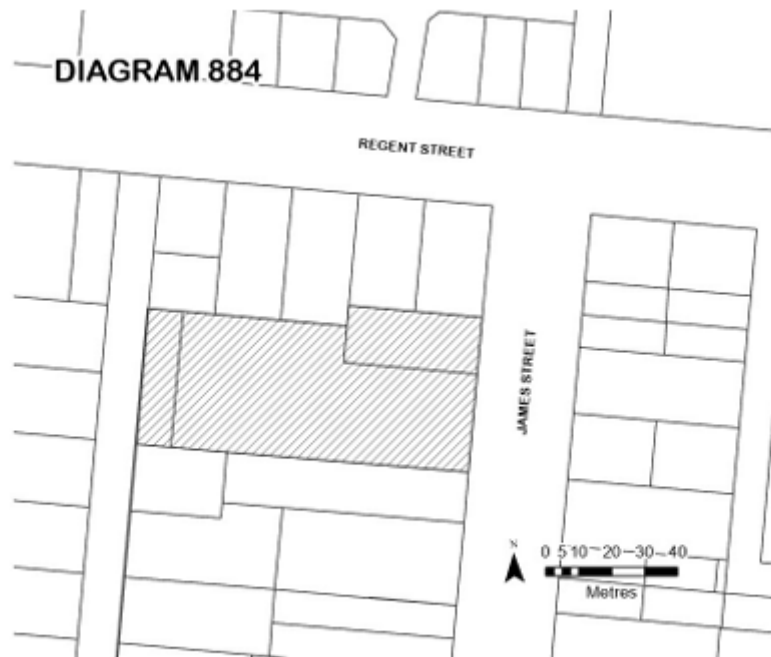 DIAGRAM 884
REGENT STREET
JAMES STREET
N
0 5 10 20 30 40
Metres